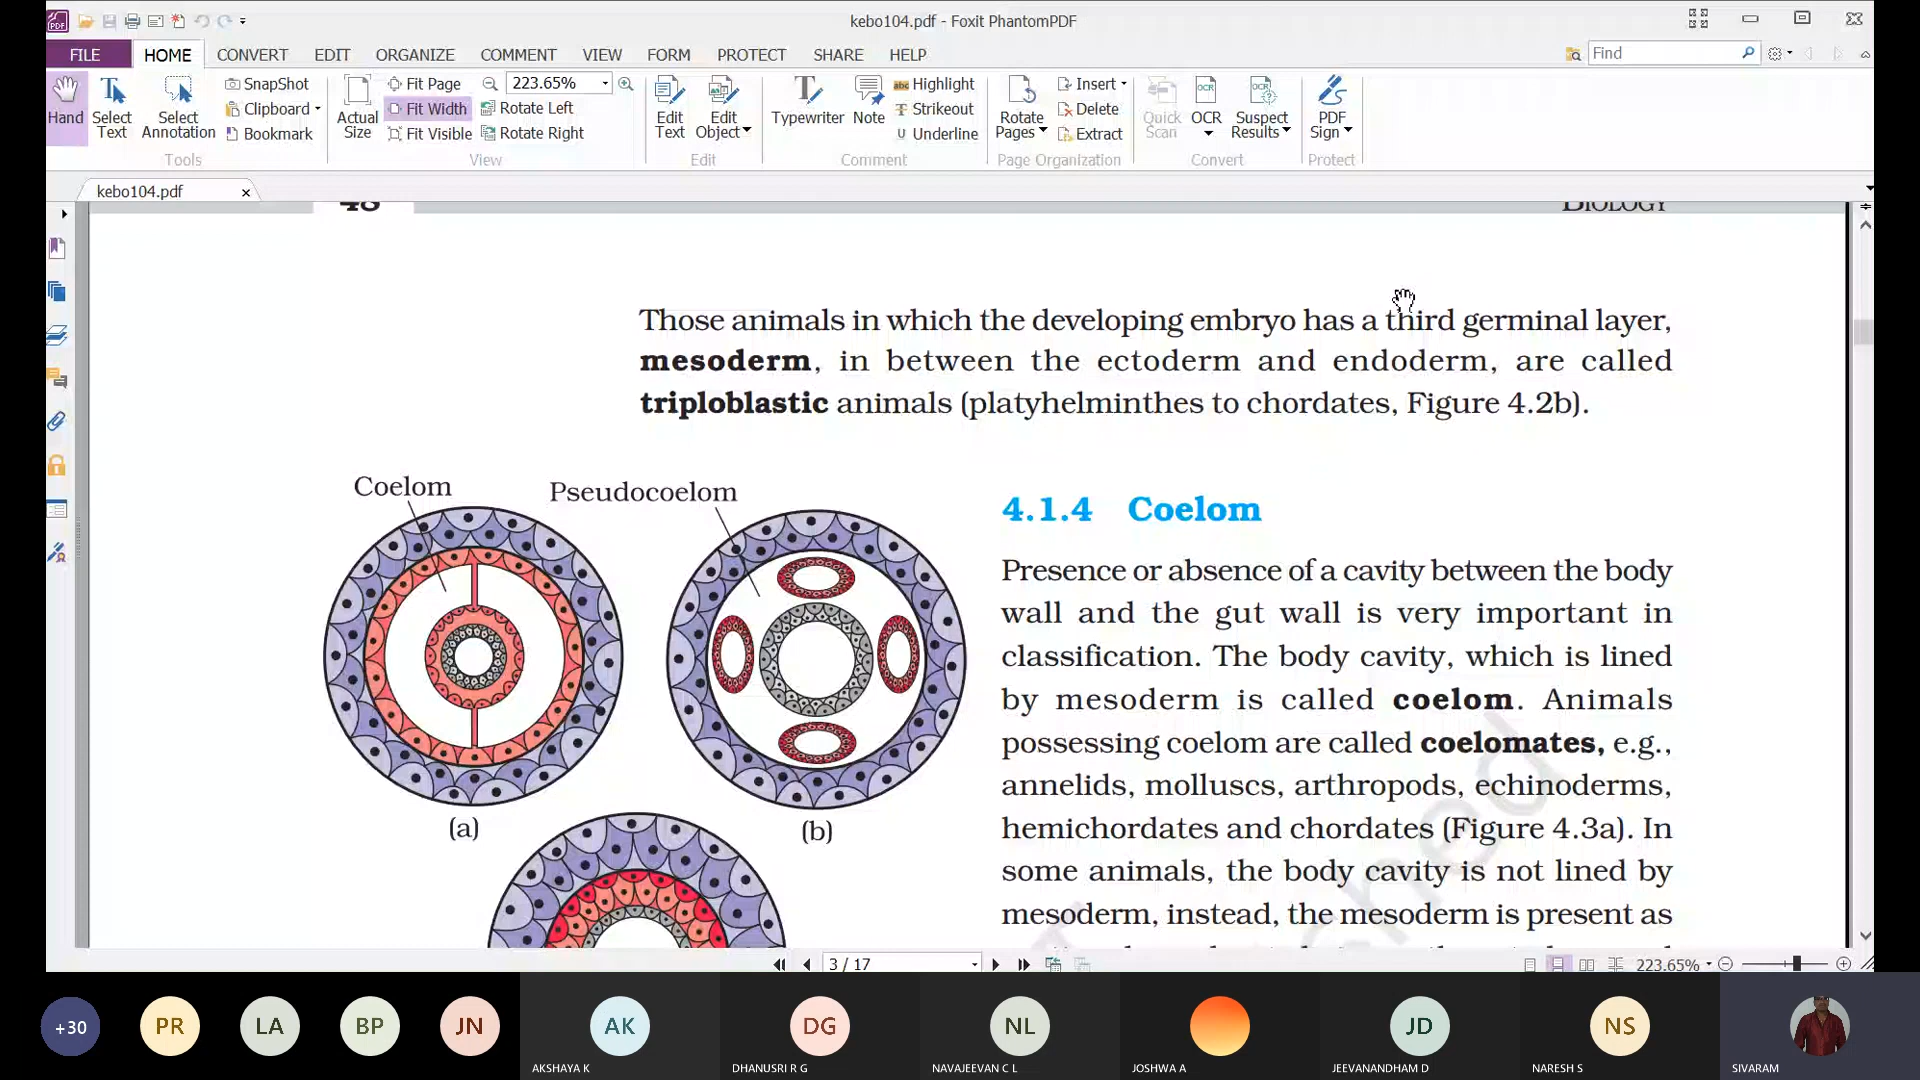 kebo104.pdf - Foxit PhantomPDF
FILE HOME CONVERT EDIT ORGANIZE COMMENT VIEW FORM PROTECT SHARE HELP
Find
Hand
Select Text
Select Annotation
SnapShot
Clipboard
Bookmark
Tools
Actual Size
Fit Page
Fit Width
Fit Visible
223.65%
Rotate Left
Rotate Right
View
Edit Text
Edit Object
Edit
Typewriter
Note
Highlight
Strikeout
Underline
Comment
Rotate Pages
Insert
Delete
Extract
Page Organization
Quick Scan
OCR
Suspect Results
Convert
PDF Sign
Protect
kebo104.pdf
48
BIOLOGY
Those animals in which the developing embryo has a third germinal layer,
mesoderm, in between the ectoderm and endoderm, are called
triploblastic animals (platyhelminthes to chordates, Figure 4.2b).
Coelom
Pseudocoelom
(a)
(b)
4.1.4 Coelom
Presence or absence of a cavity between the body
wall and the gut wall is very important in
classification. The body cavity, which is lined
by mesoderm is called coelom. Animals
possessing coelom are called coelomates, e.g.,
annelids, molluscs, arthropods, echinoderms,
hemichordates and chordates (Figure 4.3a). In
some animals, the body cavity is not lined by
mesoderm, instead, the mesoderm is present as
3 / 17
223.65%
+30
PR
LA
BP
JN
AK
DG
NL
JD
NS
AKSHAYA K
DHANUSRI R G
NAVAJEEVAN C L
JOSHWA A
JEEVANANDHAM D
NARESH S
SIVARAM